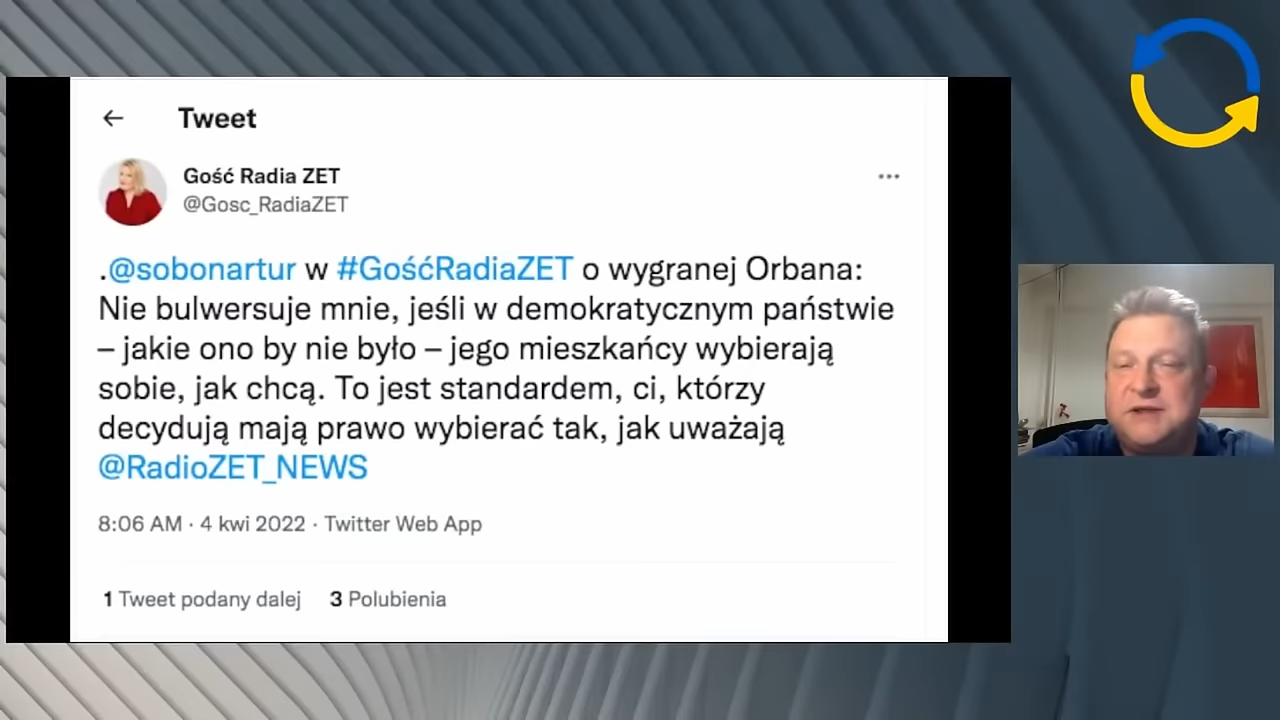 Tweet
Gość Radia ZET
@Gosc_RadiaZET
.@sobonartur w #GośćRadiaZET o wygranej Orbana:
Nie bulwersuje mnie, jeśli w demokratycznym państwie
– jakie ono by nie było – jego mieszkańcy wybierają
sobie, jak chcą. To jest standardem, ci, którzy
decydują mają prawo wybierać tak, jak uważają
@RadioZET_NEWS
8:06 AM · 4 kwi 2022 · Twitter Web App
1 Tweet podany dalej 3 Polubienia